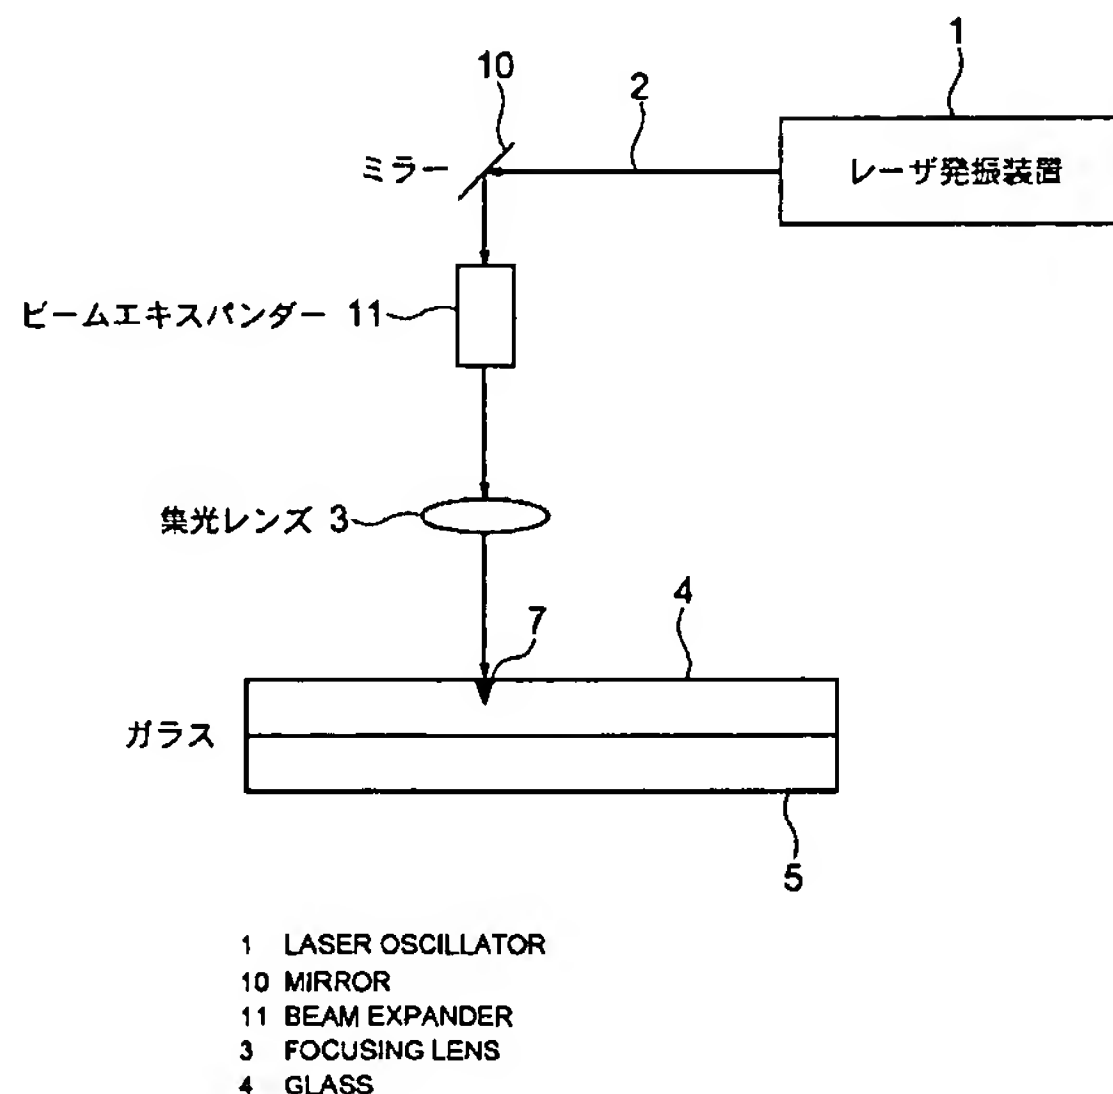 1
10
2
ミラー
レーザ発振装置
ビームエキスパンダー 11
集光レンズ 3
4
7
ガラス
5
1 LASER OSCILLATOR
10 MIRROR
11 BEAM EXPANDER
3 FOCUSING LENS
4 GLASS